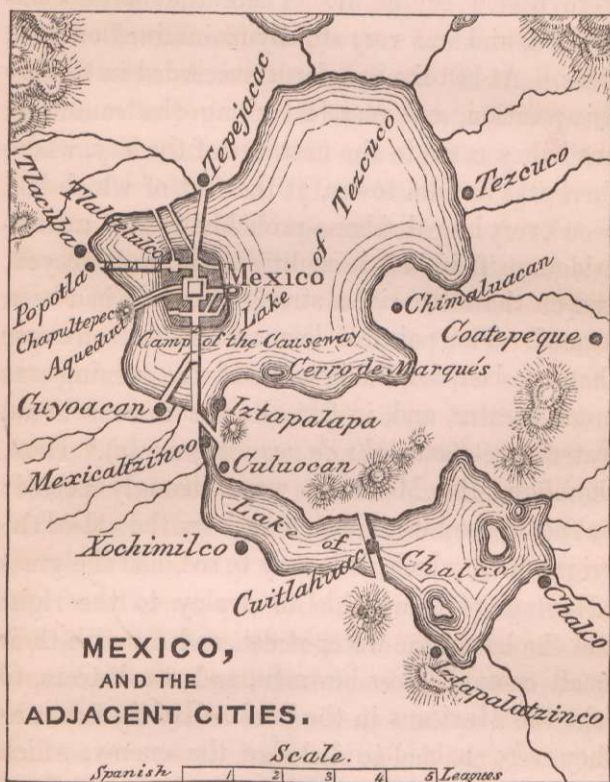 Tepejacac
Tezcuco
Lake of Tezcuco
Tlacuba
Tlaltelulco
Popotla
Mexico
Chapultepec
Aqueduct
Chimaluacan
Coatepeque
Camp of the Causeway
Cerro de Marqués
Cuyoacan
Iztapalapa
Mexicaltzinco
Culuocan
Lake of Chalco
Xochimilco
Cuitlahuac
Chalco
Iztapalatzinco
MEXICO,
AND THE
ADJACENT CITIES.
Scale.
Spanish 1 2 3 4 5 Leagues